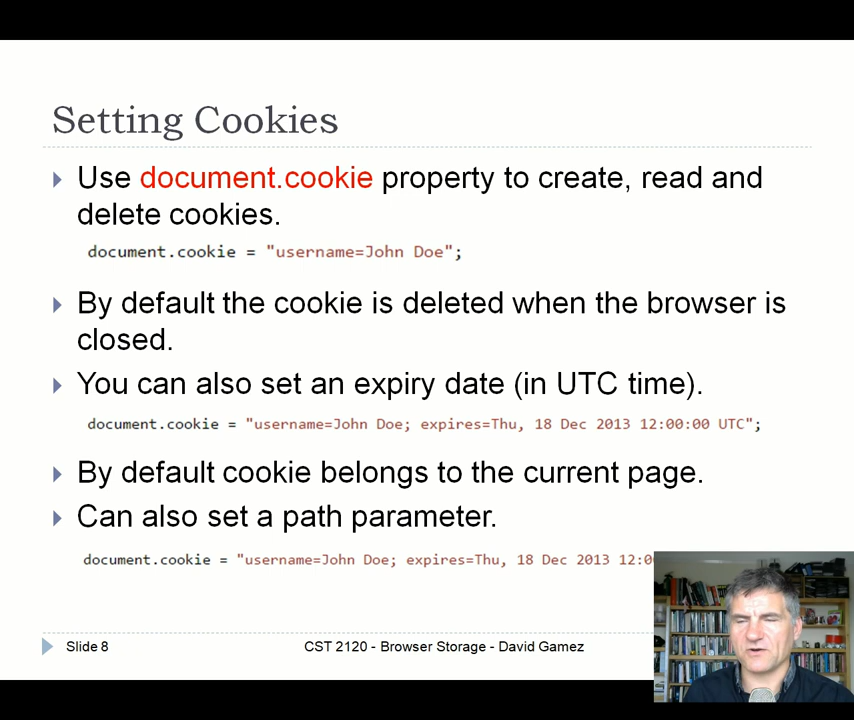 Setting Cookies
Use document.cookie property to create, read and
delete cookies.
document.cookie = "username=John Doe";
By default the cookie is deleted when the browser is
closed.
You can also set an expiry date (in UTC time).
document.cookie = "username=John Doe; expires=Thu, 18 Dec 2013 12:00:00 UTC";
By default cookie belongs to the current page.
Can also set a path parameter.
document.cookie = "username=John Doe; expires=Thu, 18 Dec 2013 12:0
Slide 8
CST 2120 - Browser Storage - David Gamez